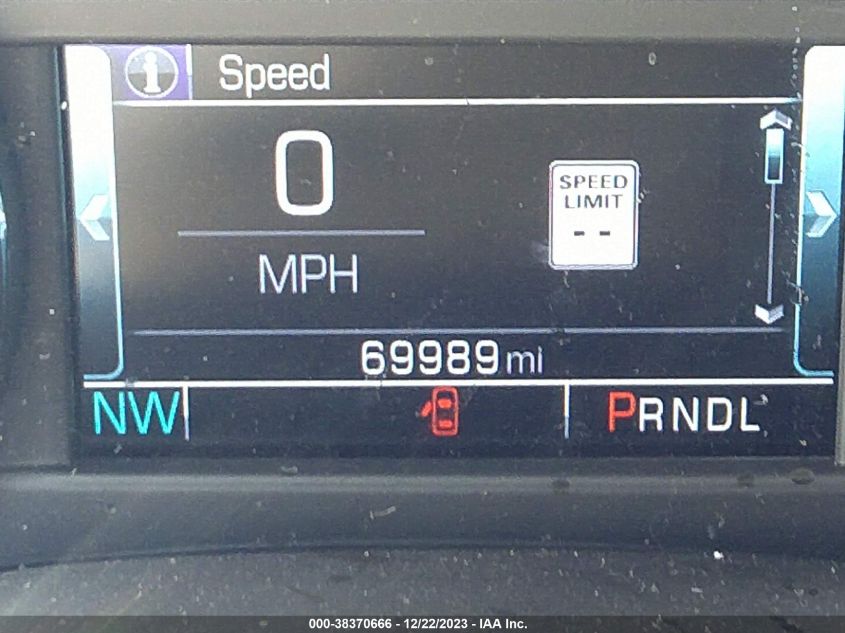 i Speed
0
MPH
SPEED
LIMIT
--
69989 mi
NW
PRNDL
000-38370666 - 12/22/2023 - IAA Inc.